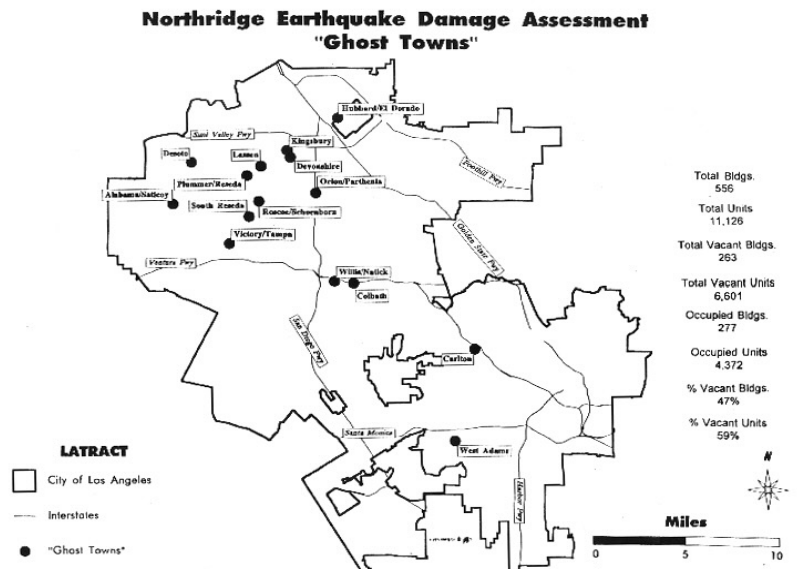 Northridge Earthquake Damage Assessment
"Ghost Towns"
Hubbard/El Dorado
Simi Valley Fwy
Kingsbury
Desoto
Lassen
Devonshire
Foothill Fwy
Plummer/Reseda
Orion/Parthenia
Alabama/Naticoy
South Reseda
Roscoe/Schoenborn
Victory/Tampa
Golden State Fwy
Ventura Fwy
Willis/Natick
Colbath
San Diego Fwy
Carlton
Santa Monica
West Adams
Harbor Fwy
Total Bldgs.
556
Total Units
11,126
Total Vacant Bldgs.
263
Total Vacant Units
6,601
Occupied Bldgs.
277
Occupied Units
4,372
% Vacant Bldgs.
47%
% Vacant Units
59%
LATRACT
City of Los Angeles
Interstates
"Ghost Towns"
N
Miles
0
5
10